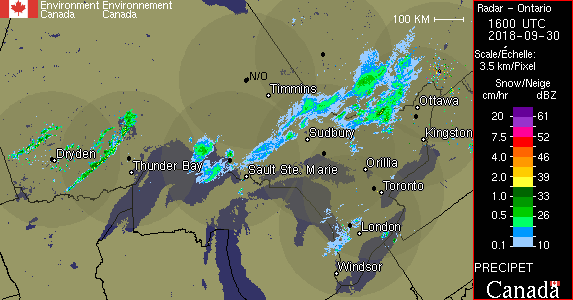 Environment Environnement
Canada Canada
100 KM
Radar - Ontario
1600 UTC
2018-09-30
Scale/Échelle:
3.5 km/Pixel
Snow/Neige
cm/hr dBZ
20 61
7.5 52
4.0 46
2.0 39
1.0 33
0.5 26
0.1 10
PRECIPET
Canada
N/O
Timmins
Ottawa
Sudbury
Kingston
Dryden
Thunder Bay
Sault Ste. Marie
Orillia
Toronto
London
Windsor